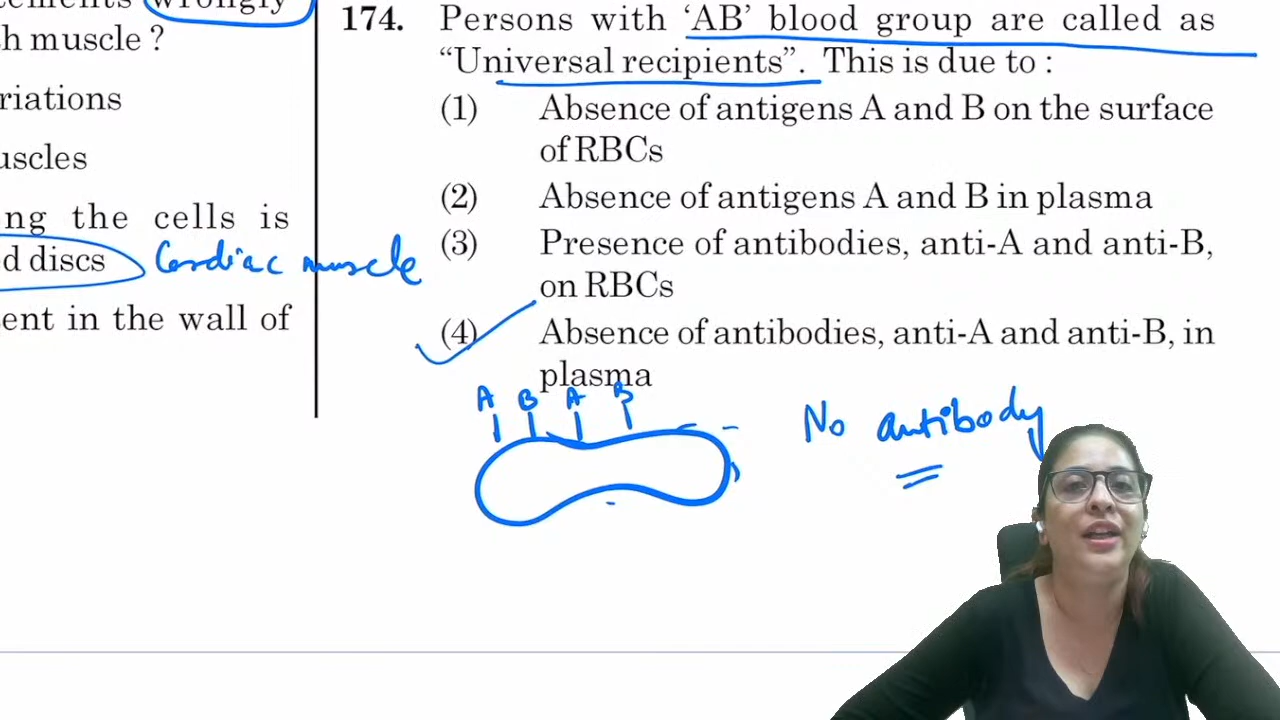 tements wrongly
h muscle ?
riations
uscles
ng the cells is
d discs Cardiac muscle
ent in the wall of
174. Persons with ‘AB’ blood group are called as
“Universal recipients”. This is due to :
(1) Absence of antigens A and B on the surface
of RBCs
(2) Absence of antigens A and B in plasma
(3) Presence of antibodies, anti-A and anti-B,
on RBCs
(4) Absence of antibodies, anti-A and anti-B, in
plasma
A B A B
No antibody